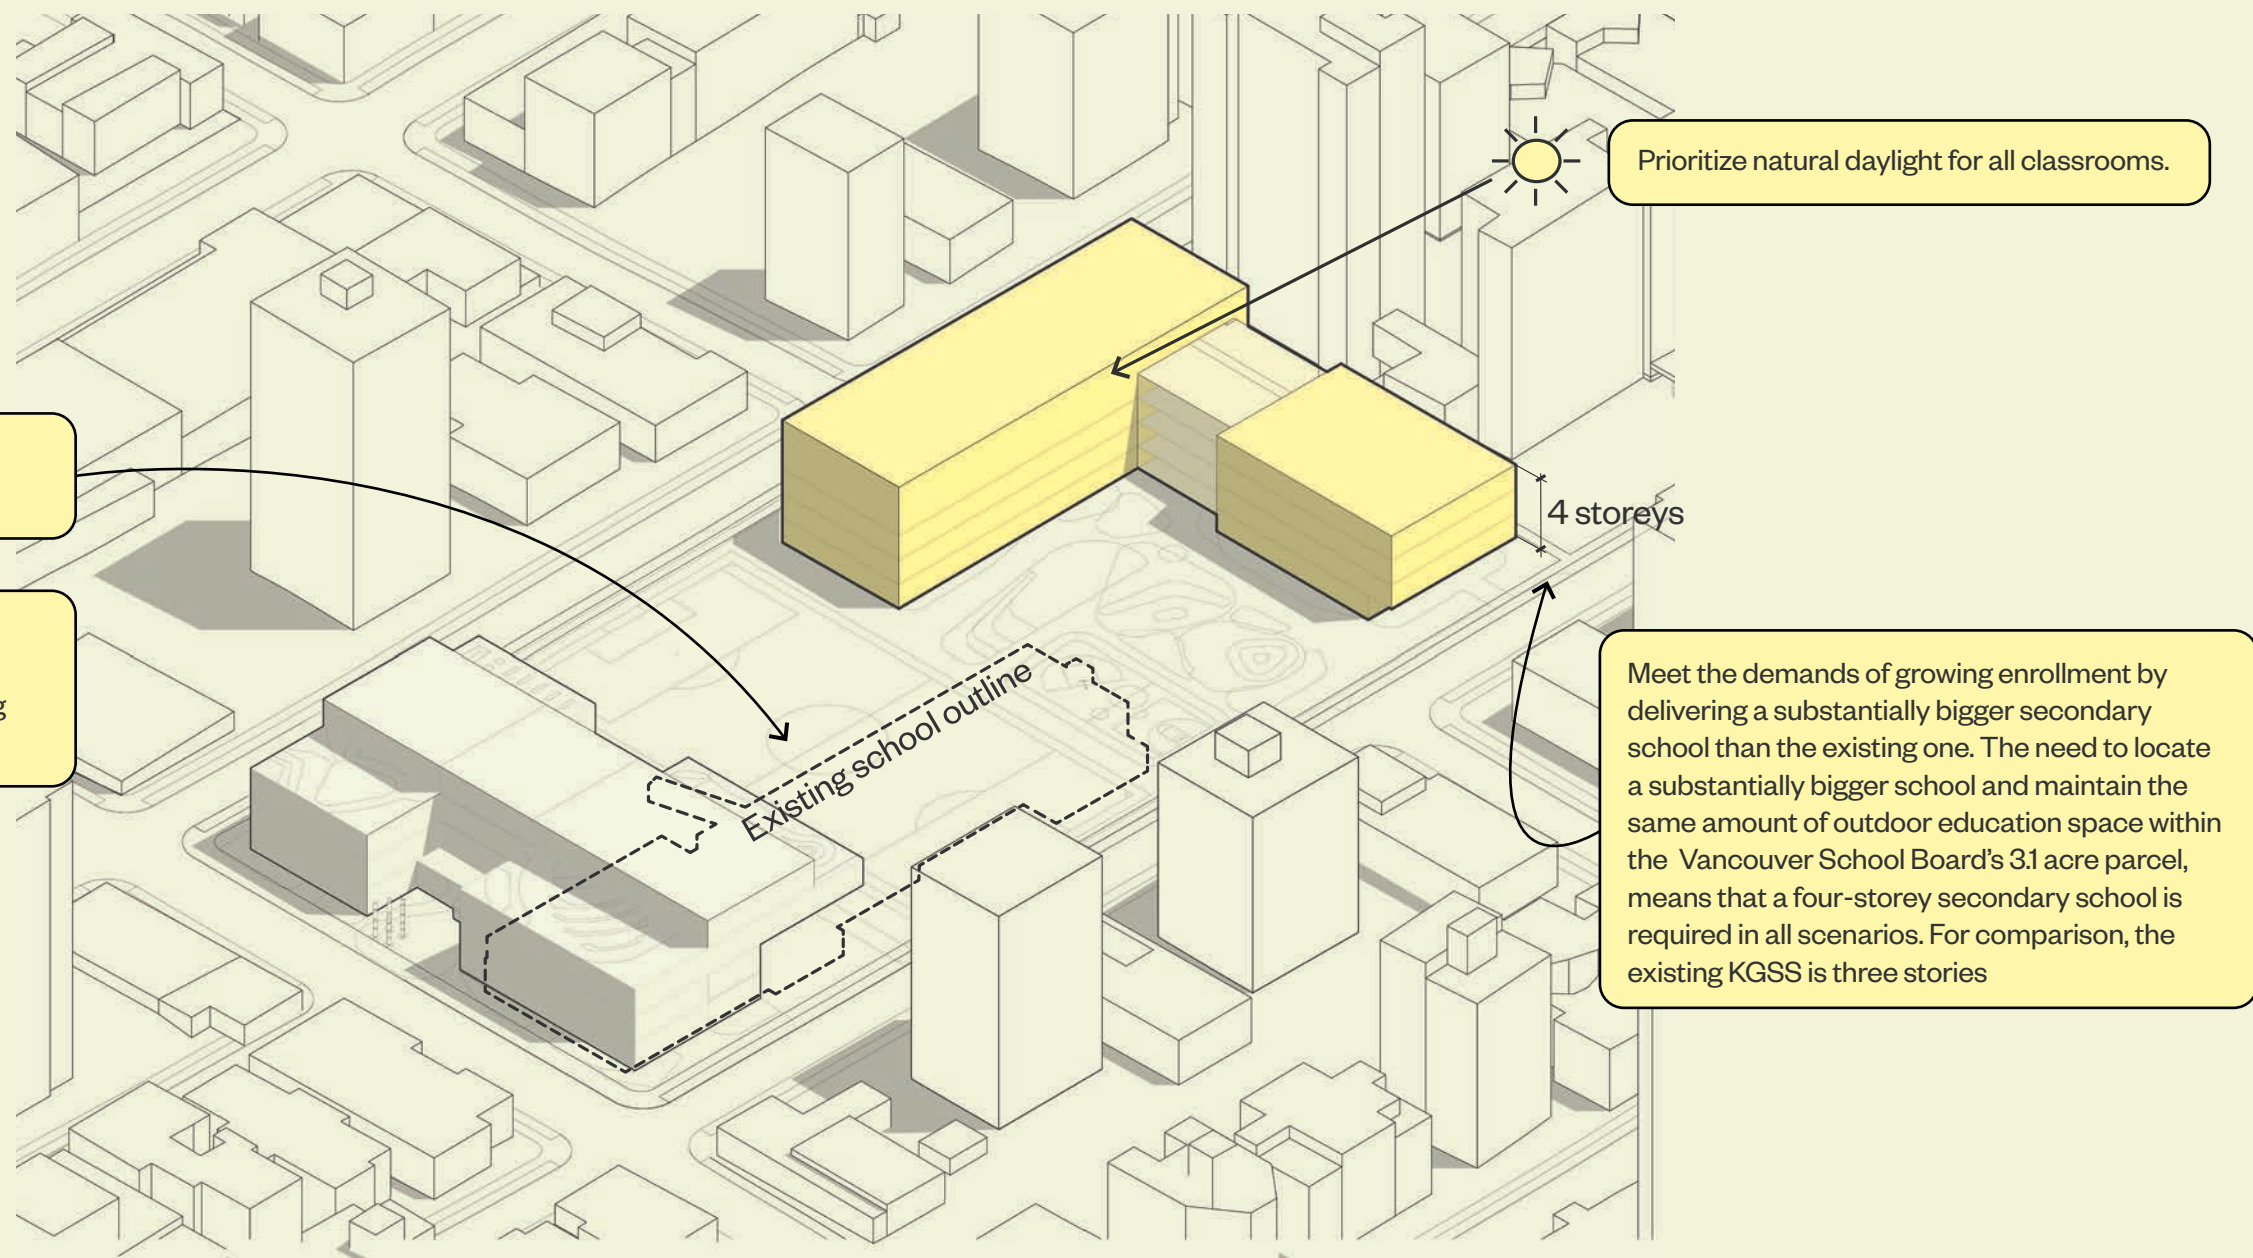 Prioritize natural daylight for all classrooms.
4 storeys
Existing school outline
Meet the demands of growing enrollment by
delivering a substantially bigger secondary
school than the existing one. The need to locate
a substantially bigger school and maintain the
same amount of outdoor education space within
the Vancouver School Board’s 3.1 acre parcel,
means that a four-storey secondary school is
required in all scenarios. For comparison, the
existing KGSS is three stories